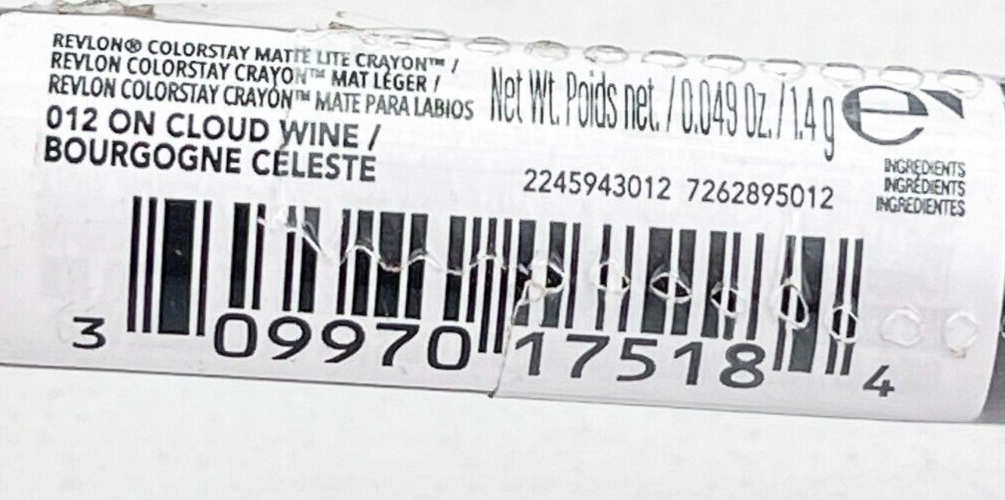 REVLON® COLORSTAY MATTE LITE CRAYON™ /
REVLON COLORSTAY CRAYON™ MAT LÉGER /
REVLON COLORSTAY CRAYON™ MATE PARA LABIOS
012 ON CLOUD WINE /
BOURGOGNE CÉLESTE
Net Wt. Poids net. / 0.049 Oz. / 1.4 g e
2245943012 7262895012
INGREDIENTS
INGRÉDIENTS
INGREDIENTES
3 09970 17518 4